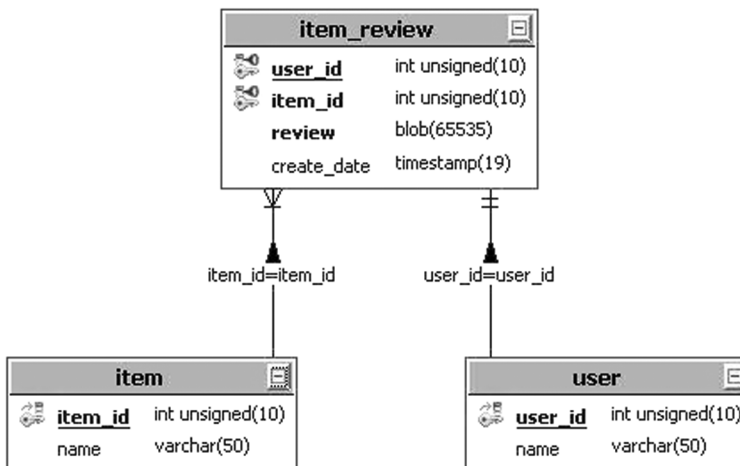 item_review
user_id int unsigned(10)
item_id int unsigned(10)
review blob(65535)
create_date timestamp(19)
item_id=item_id
user_id=user_id
item
item_id int unsigned(10)
name varchar(50)
user
user_id int unsigned(10)
name varchar(50)